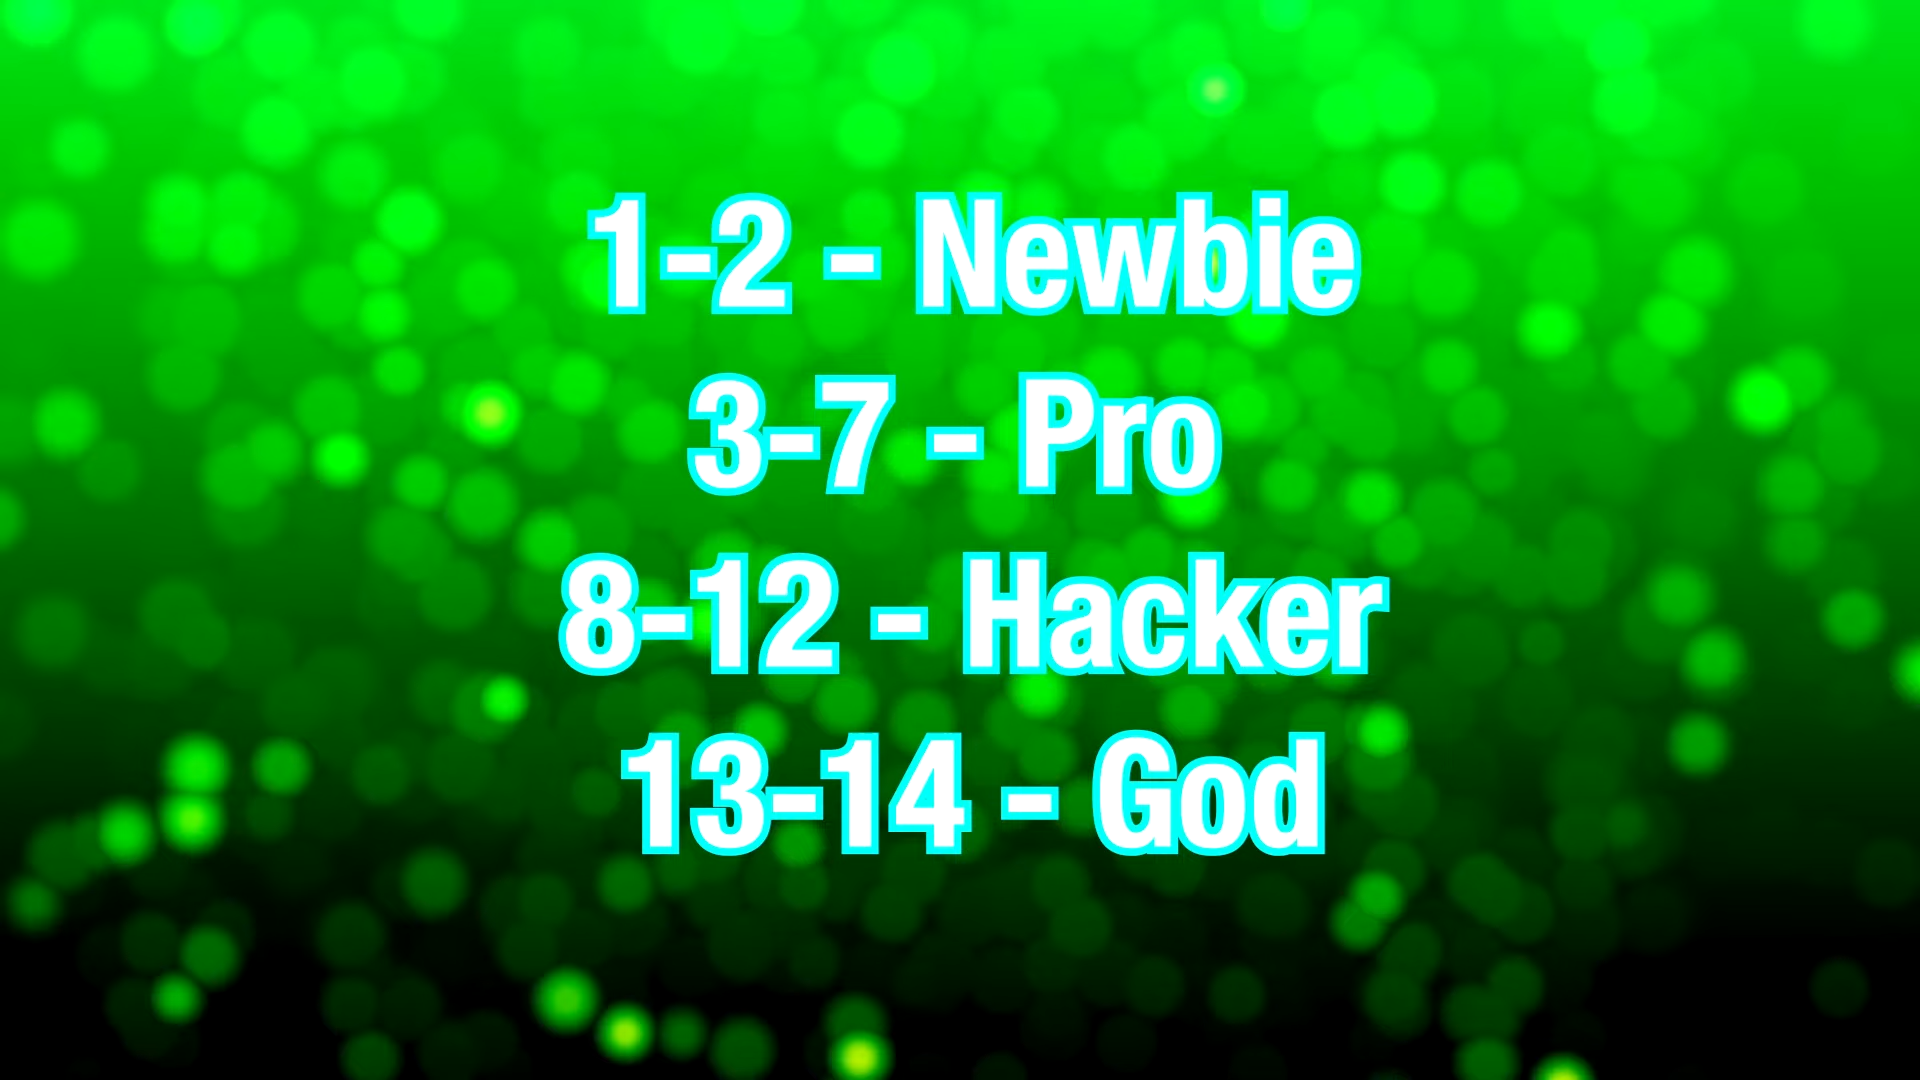 1-2 - Newbie
3-7 - Pro
8-12 - Hacker
13-14 - God